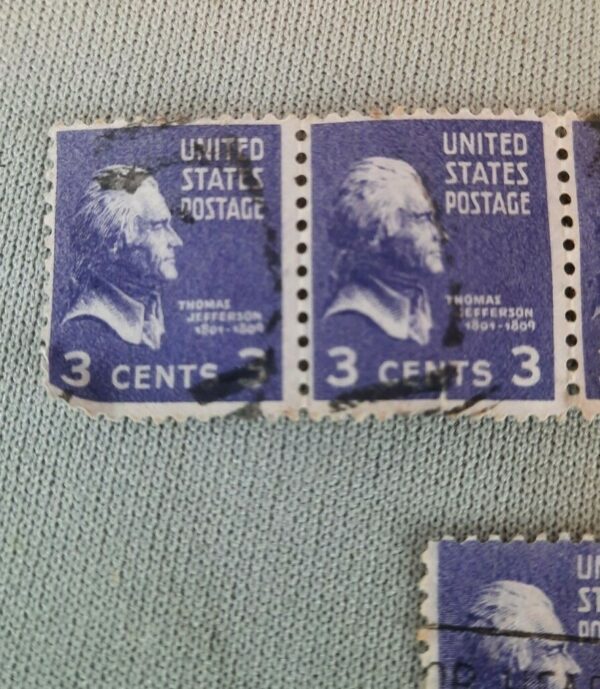 UNITED
STATES
POSTAGE
THOMAS
JEFFERSON
1801-1809
3 CENTS 3
UNITED
STATES
POSTAGE
THOMAS
JEFFERSON
1801-1809
3 CENTS 3